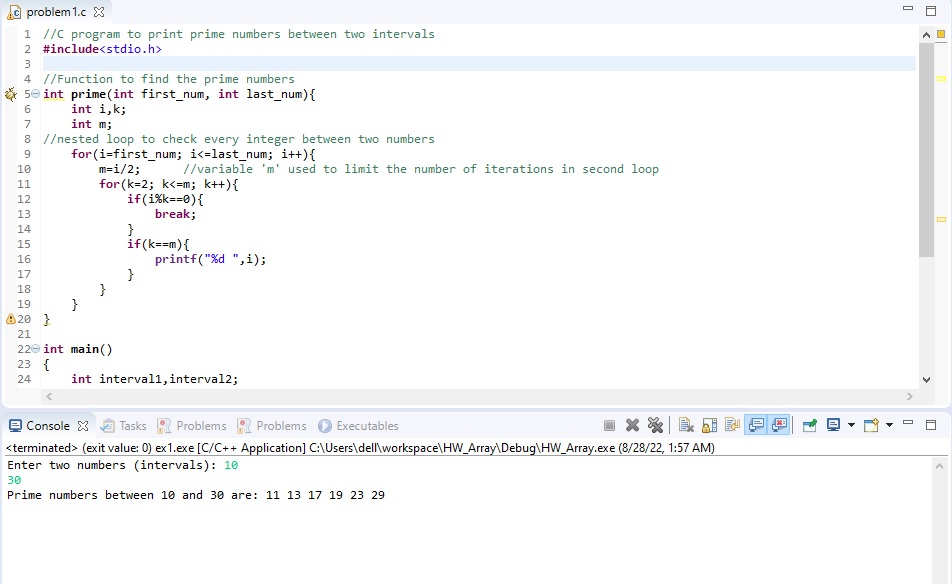 problem1.c
1 //C program to print prime numbers between two intervals
2 #include<stdio.h>
3
4 //Function to find the prime numbers
5 int prime(int first_num, int last_num){
6     int i,k;
7     int m;
8 //nested loop to check every integer between two numbers
9     for(i=first_num; i<=last_num; i++){
10         m=i/2;      //variable 'm' used to limit the number of iterations in second loop
11         for(k=2; k<=m; k++){
12             if(i%k==0){
13                 break;
14             }
15             if(k==m){
16                 printf("%d ",i);
17             }
18         }
19     }
20 }
21
22 int main()
23 {
24     int interval1,interval2;
Console Tasks Problems Problems Executables
<terminated> (exit value: 0) ex1.exe [C/C++ Application] C:\Users\dell\workspace\HW_Array\Debug\HW_Array.exe (8/28/22, 1:57 AM)
Enter two numbers (intervals): 10
30
Prime numbers between 10 and 30 are: 11 13 17 19 23 29